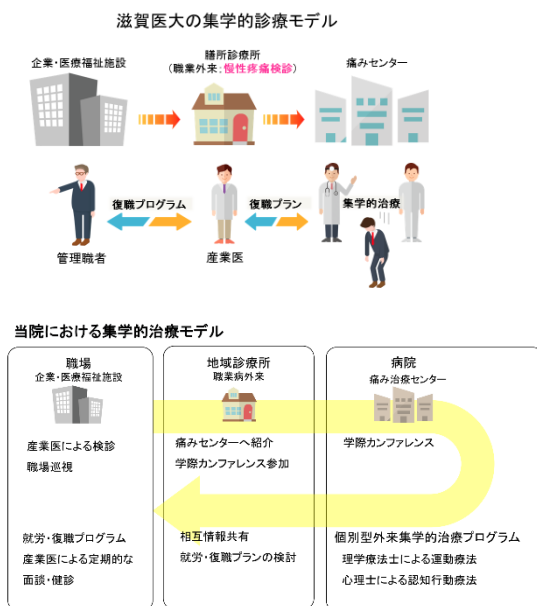 滋賀医大の集学的診療モデル
企業・医療福祉施設
膳所診療所
(職業外来;慢性疼痛検診)
痛みセンター
復職プログラム
復職プラン
集学的治療
管理職者
産業医
当院における集学的治療モデル
職場
企業・医療福祉施設
産業医による検診
職場巡視
就労・復職プログラム
産業医による定期的な
面談・健診
地域診療所
職業病外来
痛みセンターへ紹介
学際カンファレンス参加
相互情報共有
就労・復職プランの検討
病院
痛み治療センター
学際カンファレンス
個別型外来集学的治療プログラム
理学療法士による運動療法
心理士による認知行動療法